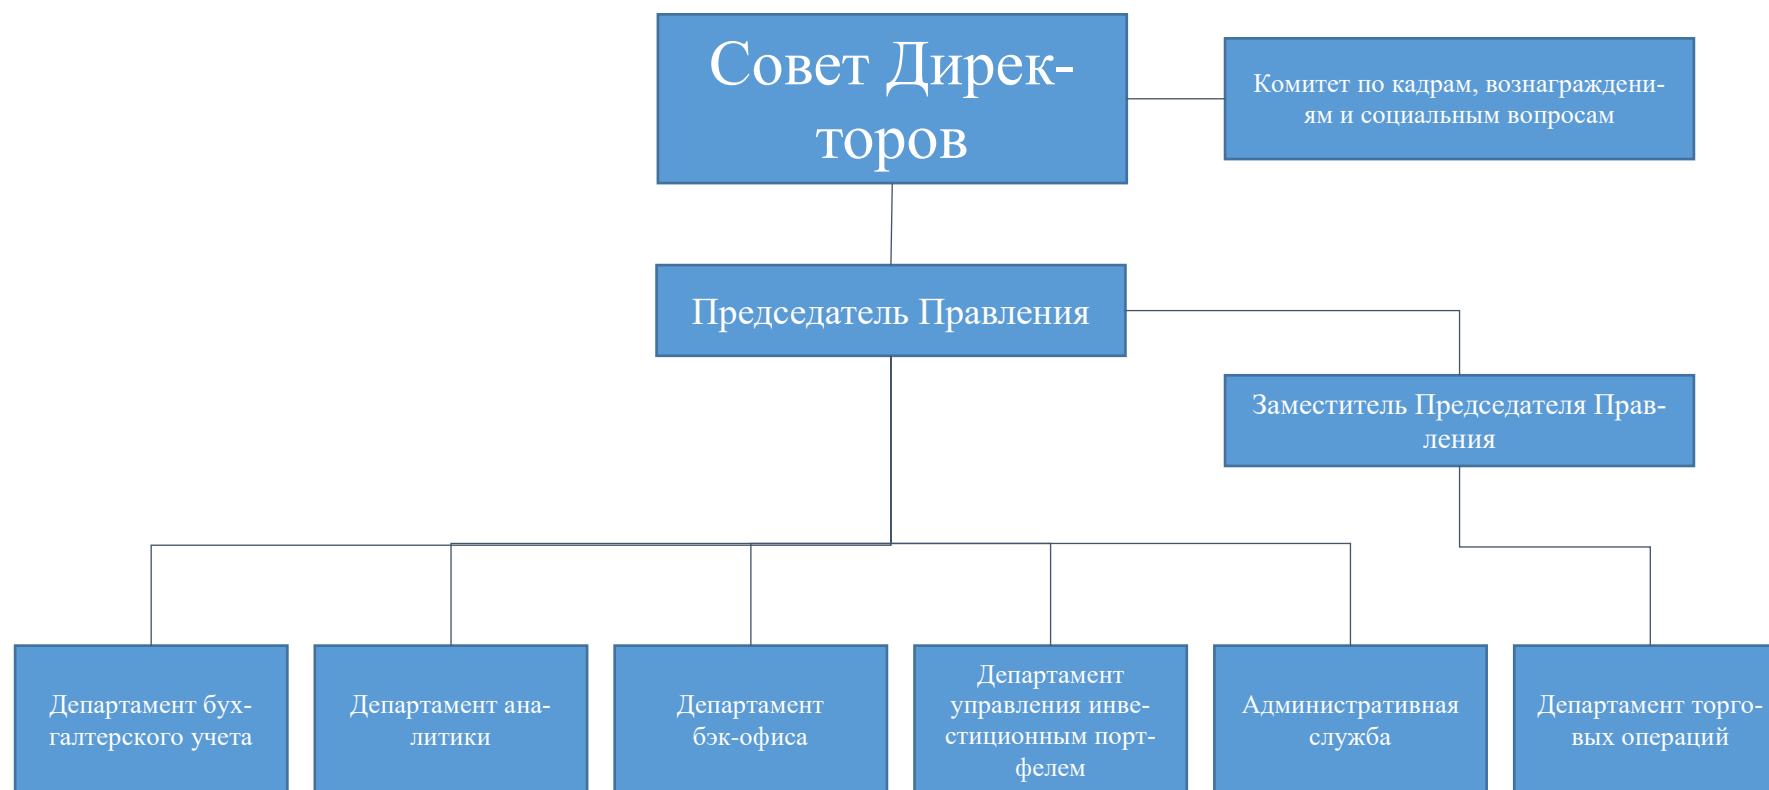 Совет Дирек-
торов
Комитет по кадрам, вознаграждени-
ям и социальным вопросам
Председатель Правления
Заместитель Председателя Прав-
ления
Департамент бух-
галтерского учета
Департамент ана-
литики
Департамент
бэк-офиса
Департамент
управления инве-
стиционным порт-
фелем
Административная
служба
Департамент торго-
вых операций